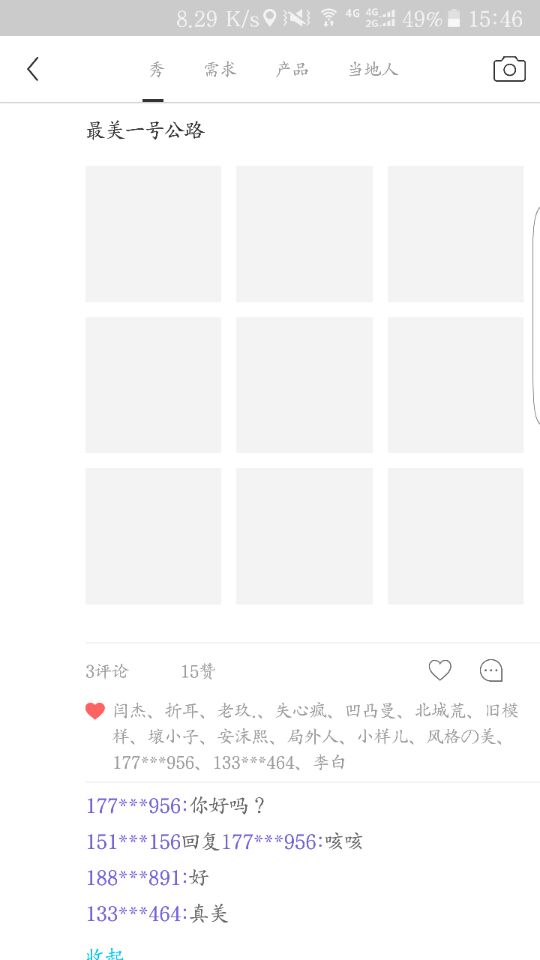 8.29 K/s 4G 4G 2G 49% 15:46
秀 需求 产品 当地人
最美一号公路
3评论 15赞
闫杰、折耳、老玖.、失心疯、凹凸曼、北城荒、旧模
样、壞小子、安沫熙、局外人、小样儿、风格の美、
177***956、133***464、李白
177***956:你好吗？
151***156回复177***956:咳咳
188***891:好
133***464:真美
收起